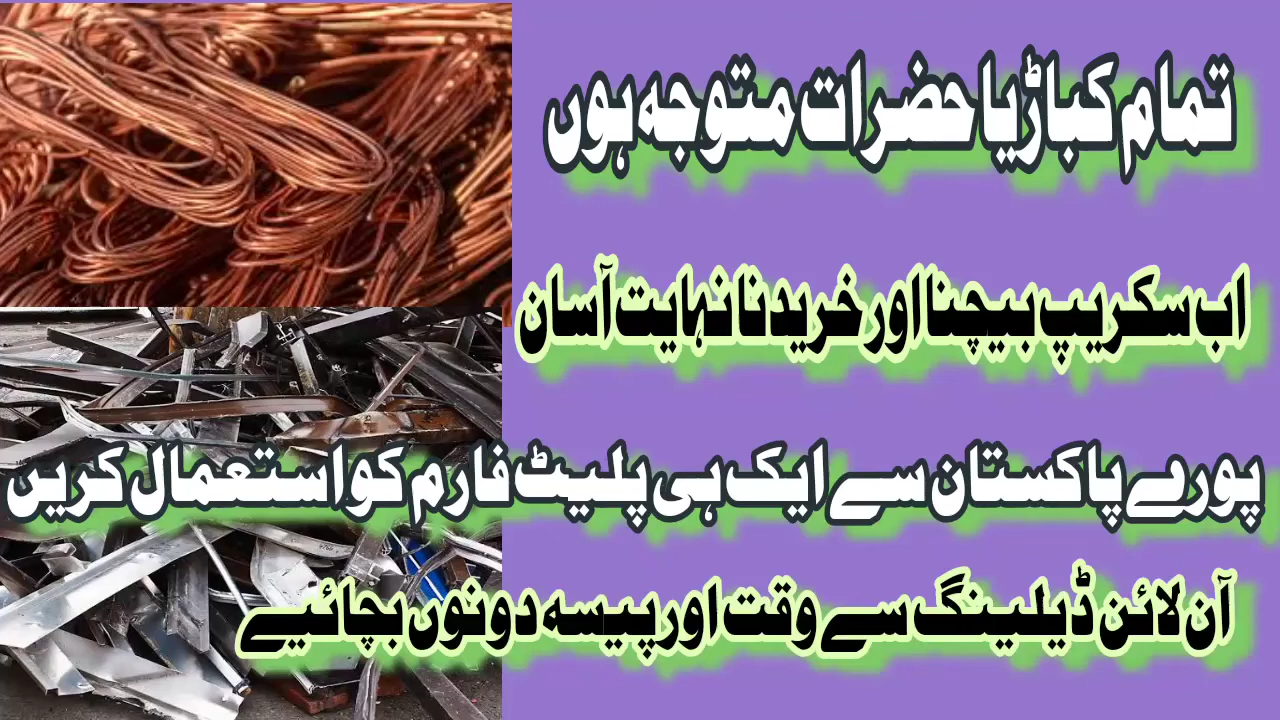 تمام کباڑیا حضرات متوجہ ہوں
اب سکریپ بیچنا اور خریدنا نہایت آسان
پورے پاکستان سے ایک ہی پلیٹ فارم کو استعمال کریں
آن لائن ڈیلینگ سے وقت اور پیسہ دونوں بچائیے